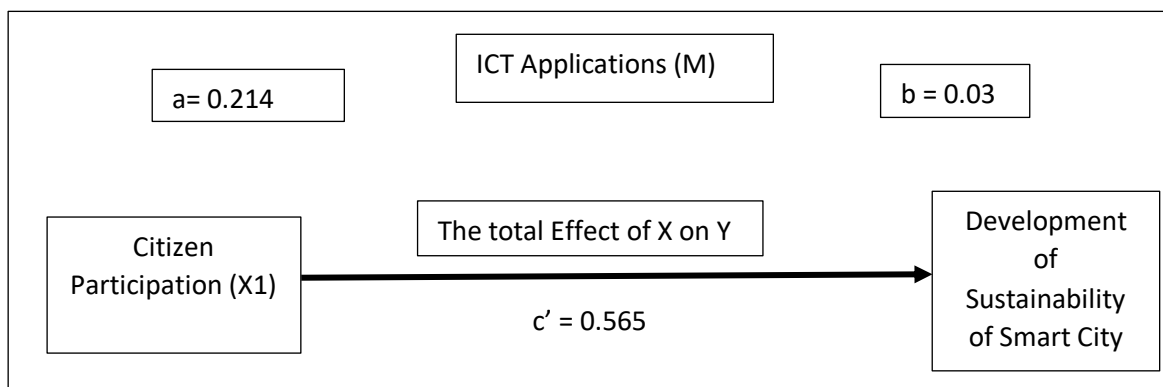 ICT Applications (M)
a= 0.214
b = 0.03
Citizen
Participation (X1)
The total Effect of X on Y
c’ = 0.565
Development
of
Sustainability
of Smart City